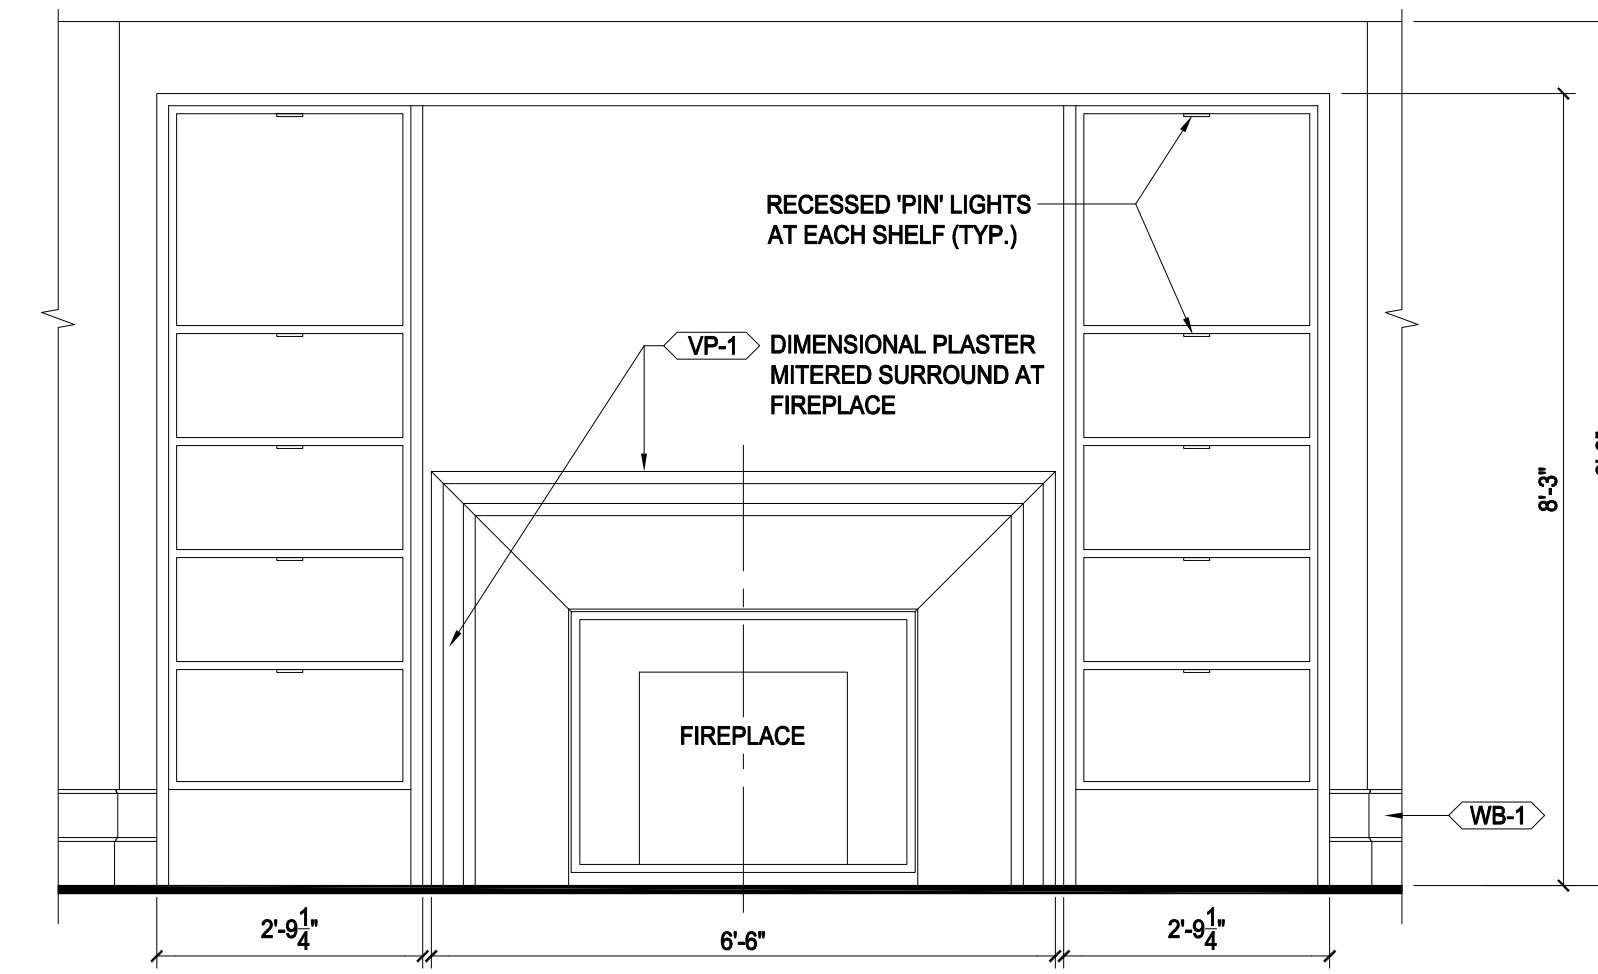 RECESSED 'PIN' LIGHTS
AT EACH SHELF (TYP.)
VP-1
DIMENSIONAL PLASTER
MITERED SURROUND AT
FIREPLACE
8'-3"
FIREPLACE
WB-1
2'-9 1/4"
6'-6"
2'-9 1/4"